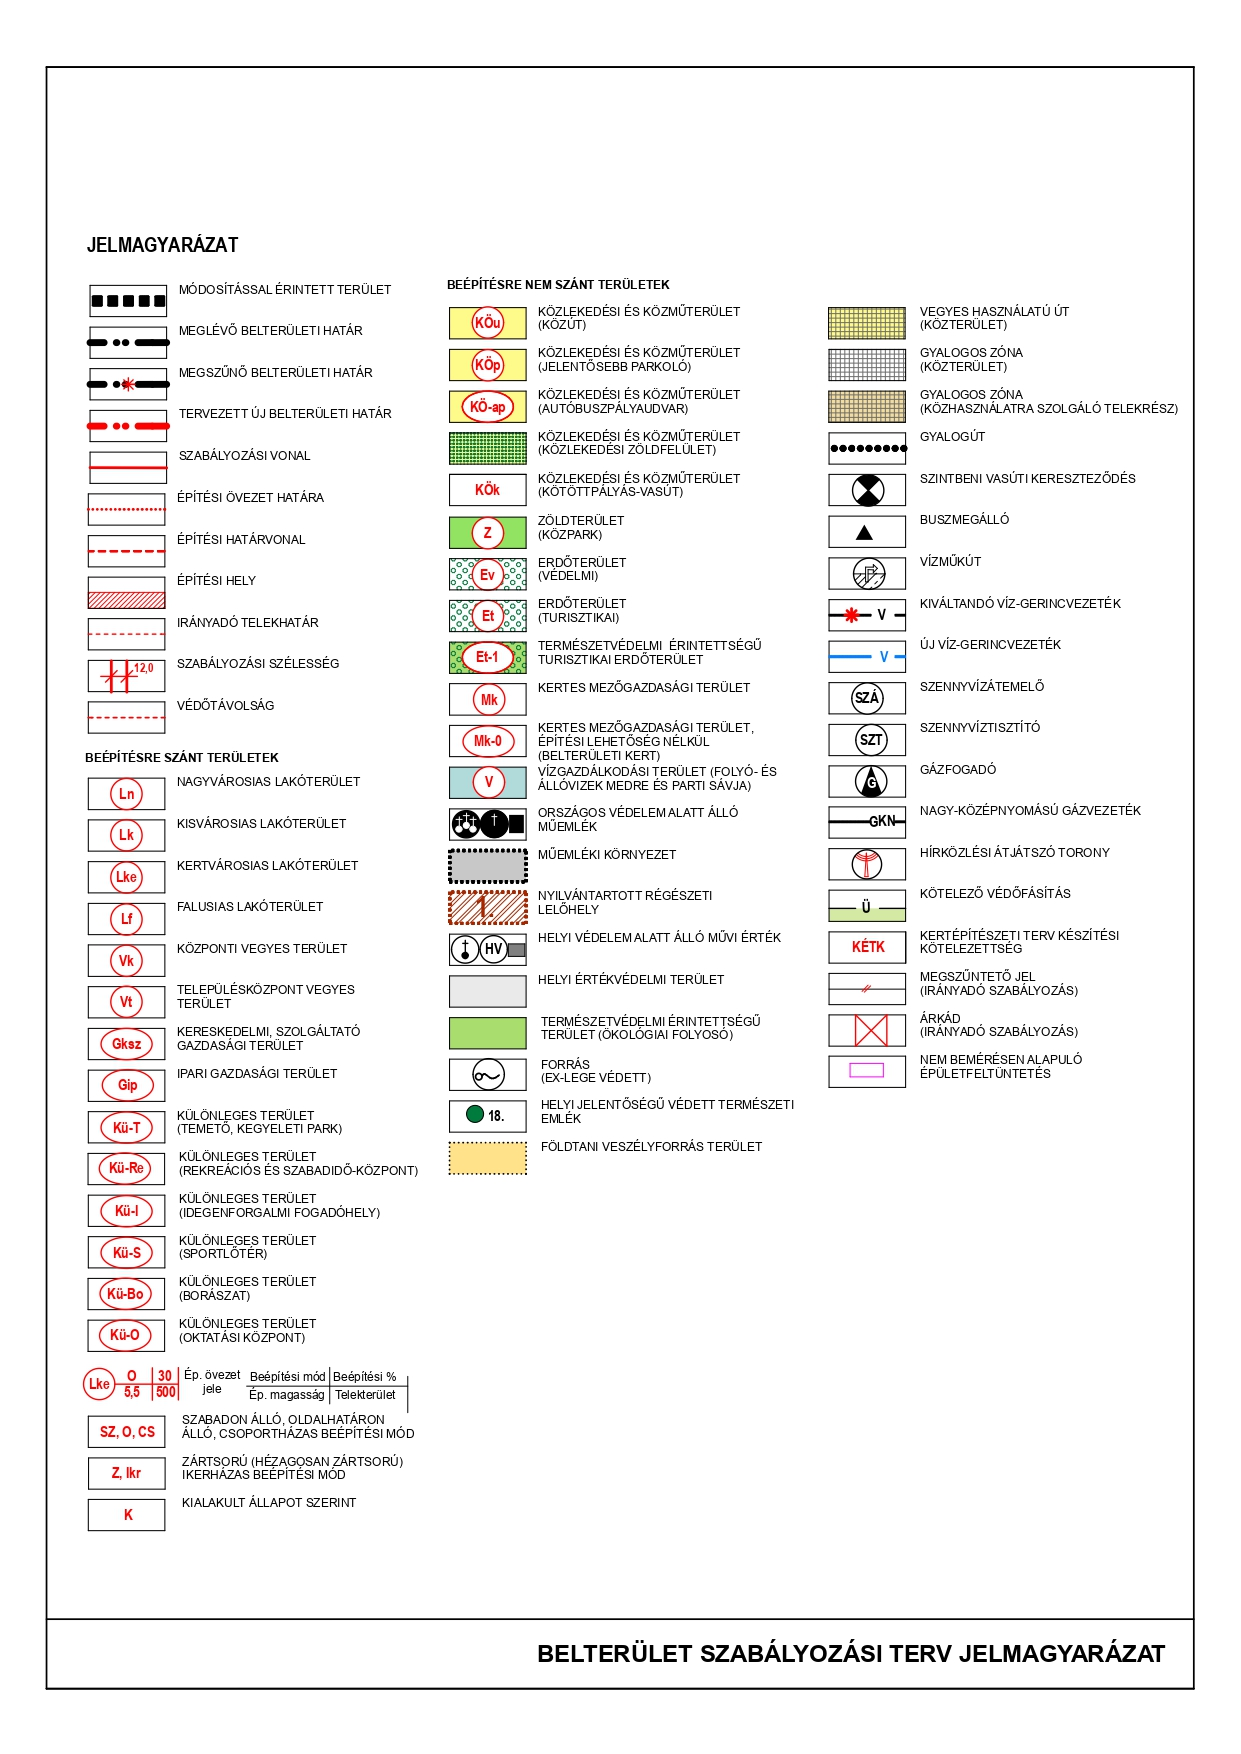 JELMAGYARÁZAT
MÓDOSÍTÁSSAL ÉRINTETT TERÜLET
MEGLÉVŐ BELTERÜLETI HATÁR
MEGSZŰNŐ BELTERÜLETI HATÁR
TERVEZETT ÚJ BELTERÜLETI HATÁR
SZABÁLYOZÁSI VONAL
ÉPÍTÉSI ÖVEZET HATÁRA
ÉPÍTÉSI HATÁRVONAL
ÉPÍTÉSI HELY
IRÁNYADÓ TELEKHATÁR
12,0 SZABÁLYOZÁSI SZÉLESSÉG
VÉDŐTÁVOLSÁG
BEÉPÍTÉSRE SZÁNT TERÜLETEK
Ln NAGYVÁROSIAS LAKÓTERÜLET
Lk KISVÁROSIAS LAKÓTERÜLET
Lke KERTVÁROSIAS LAKÓTERÜLET
Lf FALUSIAS LAKÓTERÜLET
Vk KÖZPONTI VEGYES TERÜLET
Vt TELEPÜLÉSKÖZPONT VEGYES
TERÜLET
Gksz KERESKEDELMI, SZOLGÁLTATÓ
GAZDASÁGI TERÜLET
Gip IPARI GAZDASÁGI TERÜLET
Kü-T KÜLÖNLEGES TERÜLET
(TEMETŐ, KEGYELETI PARK)
Kü-Re KÜLÖNLEGES TERÜLET
(REKREÁCIÓS ÉS SZABADIDŐ-KÖZPONT)
Kü-I KÜLÖNLEGES TERÜLET
(IDEGENFORGALMI FOGADÓHELY)
Kü-S KÜLÖNLEGES TERÜLET
(SPORTLŐTÉR)
Kü-Bo KÜLÖNLEGES TERÜLET
(BORÁSZAT)
Kü-O KÜLÖNLEGES TERÜLET
(OKTATÁSI KÖZPONT)
Lke O 30 Ép. övezet Beépítési mód Beépítési %
5,5 500 jele Ép. magasság Telekterület
SZ, O, CS SZABADON ÁLLÓ, OLDALHATÁRON
ÁLLÓ, CSOPORTHÁZAS BEÉPÍTÉSI MÓD
Z, Ikr ZÁRTSORÚ (HÉZAGOSAN ZÁRTSORÚ)
IKERHÁZAS BEÉPÍTÉSI MÓD
K KIALAKULT ÁLLAPOT SZERINT
BEÉPÍTÉSRE NEM SZÁNT TERÜLETEK
KÖu KÖZLEKEDÉSI ÉS KÖZMŰTERÜLET
(KÖZÚT)
KÖp KÖZLEKEDÉSI ÉS KÖZMŰTERÜLET
(JELENTŐSEBB PARKOLÓ)
KÖ-ap KÖZLEKEDÉSI ÉS KÖZMŰTERÜLET
(AUTÓBUSZPÁLYAUDVAR)
KÖZLEKEDÉSI ÉS KÖZMŰTERÜLET
(KÖZLEKEDÉSI ZÖLDFELÜLET)
KÖk KÖZLEKEDÉSI ÉS KÖZMŰTERÜLET
(KÖTÖTTPÁLYÁS-VASÚT)
Z ZÖLDTERÜLET
(KÖZPARK)
Ev ERDŐTERÜLET
(VÉDELMI)
Et ERDŐTERÜLET
(TURISZTIKAI)
Et-1 TERMÉSZETVÉDELMI ÉRINTETTSÉGŰ
TURISZTIKAI ERDŐTERÜLET
Mk KERTES MEZŐGAZDASÁGI TERÜLET
Mk-0 KERTES MEZŐGAZDASÁGI TERÜLET,
ÉPÍTÉSI LEHETŐSÉG NÉLKÜL
(BELTERÜLETI KERT)
V VÍZGAZDÁLKODÁSI TERÜLET (FOLYÓ- ÉS
ÁLLÓVIZEK MEDRE ÉS PARTI SÁVJA)
ORSZÁGOS VÉDELEM ALATT ÁLLÓ
MŰEMLÉK
MŰEMLÉKI KÖRNYEZET
1. NYILVÁNTARTOTT RÉGÉSZETI
LELŐHELY
HV HELYI VÉDELEM ALATT ÁLLÓ MŰVI ÉRTÉK
HELYI ÉRTÉKVÉDELMI TERÜLET
TERMÉSZETVÉDELMI ÉRINTETTSÉGŰ
TERÜLET (ÖKOLÓGIAI FOLYOSÓ)
FORRÁS
(EX-LEGE VÉDETT)
18. HELYI JELENTŐSÉGŰ VÉDETT TERMÉSZETI
EMLÉK
FÖLDTANI VESZÉLYFORRÁS TERÜLET
VEGYES HASZNÁLATÚ ÚT
(KÖZTERÜLET)
GYALOGOS ZÓNA
(KÖZTERÜLET)
GYALOGOS ZÓNA
(KÖZHASZNÁLATRA SZOLGÁLÓ TELEKRÉSZ)
GYALOGÚT
SZINTBENI VASÚTI KERESZTEZŐDÉS
BUSZMEGÁLLÓ
VÍZMŰKÚT
V KIVÁLTANDÓ VÍZ-GERINCVEZETÉK
V ÚJ VÍZ-GERINCVEZETÉK
SZÁ SZENNYVÍZÁTEMELŐ
SZT SZENNYVÍZTISZTÍTÓ
G GÁZFOGADÓ
GKN NAGY-KÖZÉPNYOMÁSÚ GÁZVEZETÉK
HÍRKÖZLÉSI ÁTJÁTSZÓ TORONY
Ü KÖTELEZŐ VÉDŐFÁSÍTÁS
KÉTK KERTÉPÍTÉSZETI TERV KÉSZÍTÉSI
KÖTELEZETTSÉG
MEGSZŰNTETŐ JEL
(IRÁNYADÓ SZABÁLYOZÁS)
ÁRKÁD
(IRÁNYADÓ SZABÁLYOZÁS)
NEM BEMÉRÉSEN ALAPULÓ
ÉPÜLETFELTÜNTETÉS
BELTERÜLET SZABÁLYOZÁSI TERV JELMAGYARÁZAT